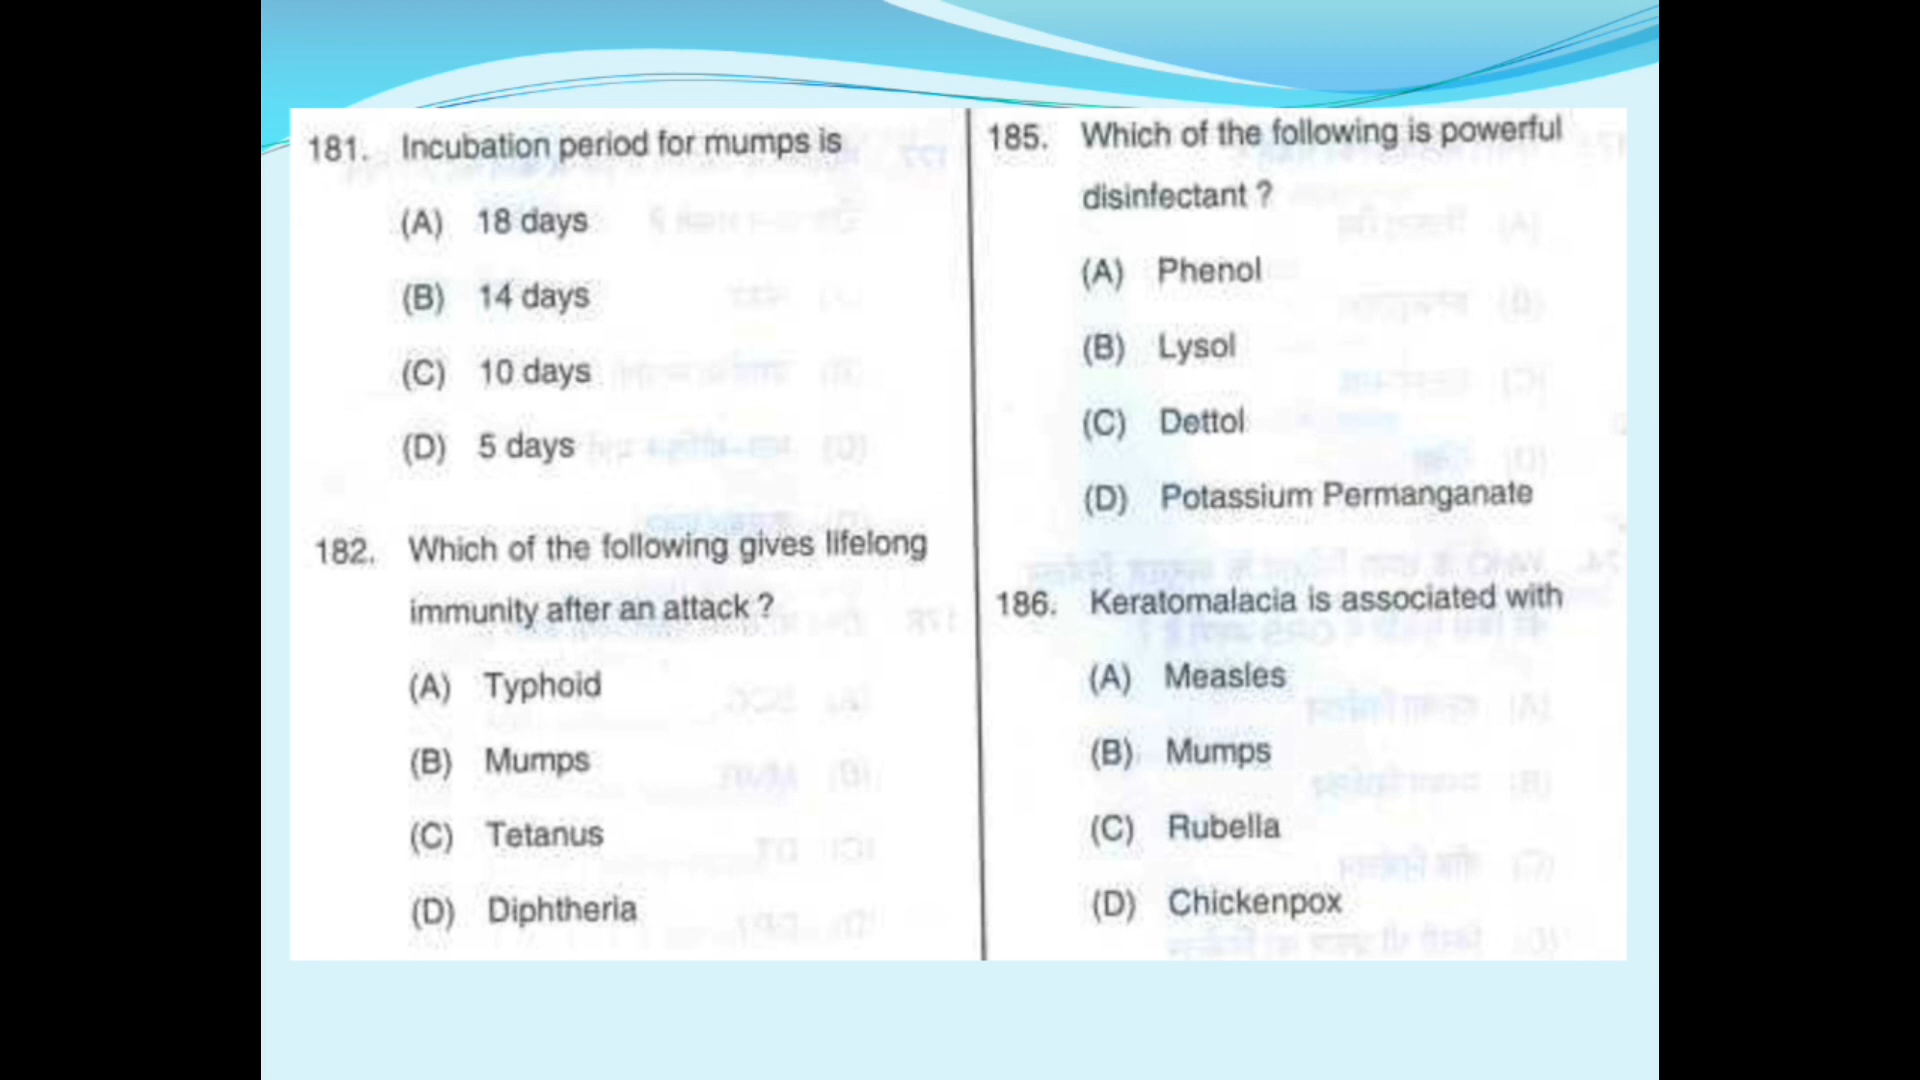 181. Incubation period for mumps is
(A) 18 days
(B) 14 days
(C) 10 days
(D) 5 days
182. Which of the following gives lifelong
immunity after an attack ?
(A) Typhoid
(B) Mumps
(C) Tetanus
(D) Diphtheria
185. Which of the following is powerful
disinfectant ?
(A) Phenol
(B) Lysol
(C) Dettol
(D) Potassium Permanganate
186. Keratomalacia is associated with
(A) Measles
(B) Mumps
(C) Rubella
(D) Chickenpox